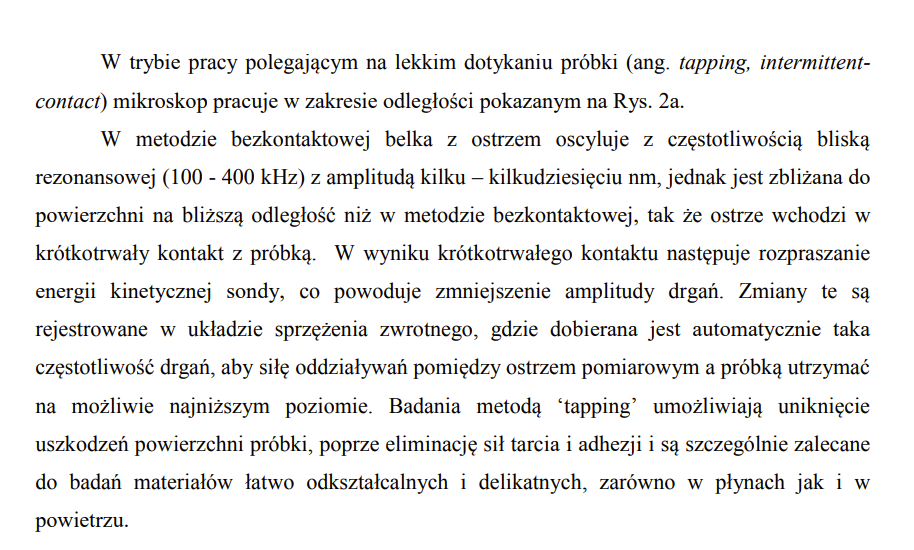 W trybie pracy polegającym na lekkim dotykaniu próbki (ang. tapping, intermittent-
contact) mikroskop pracuje w zakresie odległości pokazanym na Rys. 2a.
W metodzie bezkontaktowej belka z ostrzem oscyluje z częstotliwością bliską
rezonansowej (100 - 400 kHz) z amplitudą kilku – kilkudziesięciu nm, jednak jest zbliżana do
powierzchni na bliższą odległość niż w metodzie bezkontaktowej, tak że ostrze wchodzi w
krótkotrwały kontakt z próbką.  W wyniku krótkotrwałego kontaktu następuje rozpraszanie
energii kinetycznej sondy, co powoduje zmniejszenie amplitudy drgań. Zmiany te są
rejestrowane w układzie sprzężenia zwrotnego, gdzie dobierana jest automatycznie taka
częstotliwość drgań, aby siłę oddziaływań pomiędzy ostrzem pomiarowym a próbką utrzymać
na możliwie najniższym poziomie. Badania metodą ‘tapping’ umożliwiają uniknięcie
uszkodzeń powierzchni próbki, poprze eliminację sił tarcia i adhezji i są szczególnie zalecane
do badań materiałów łatwo odkształcalnych i delikatnych, zarówno w płynach jak i w
powietrzu.